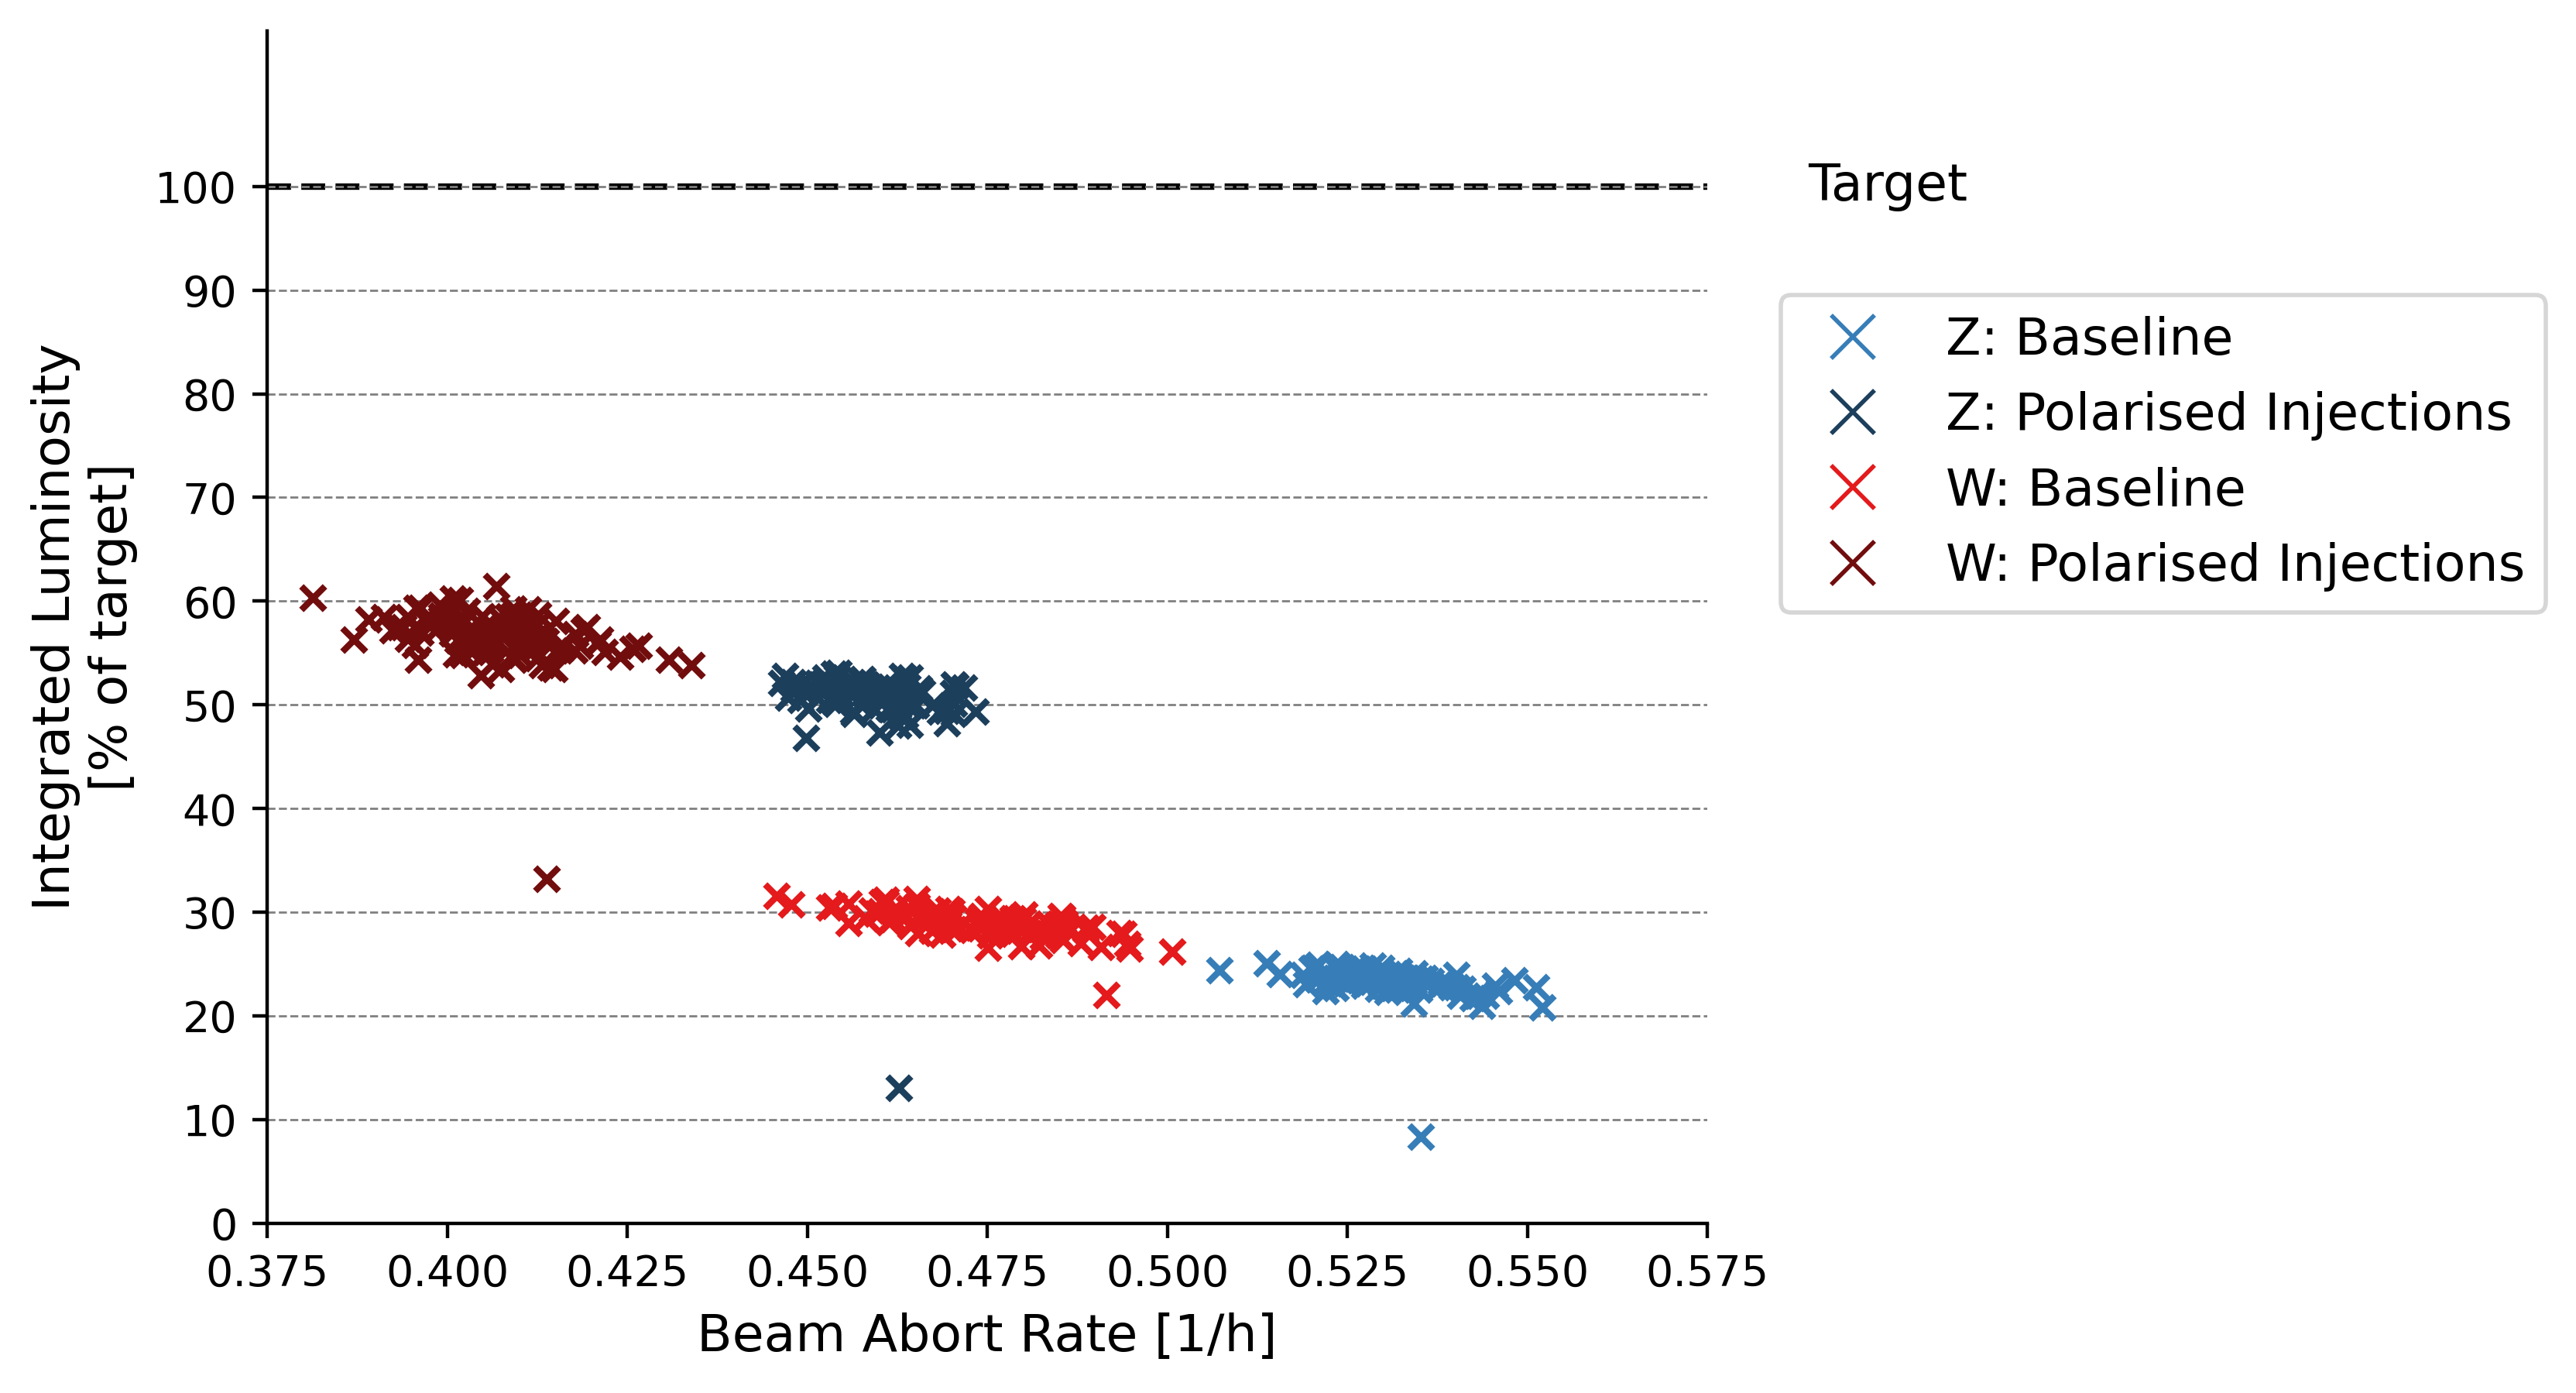 Integrated Luminosity
[% of target]
100
90
80
70
60
50
40
30
20
10
0
0.375 0.400 0.425 0.450 0.475 0.500 0.525 0.550 0.575
Beam Abort Rate [1/h]
Target
Z: Baseline
Z: Polarised Injections
W: Baseline
W: Polarised Injections